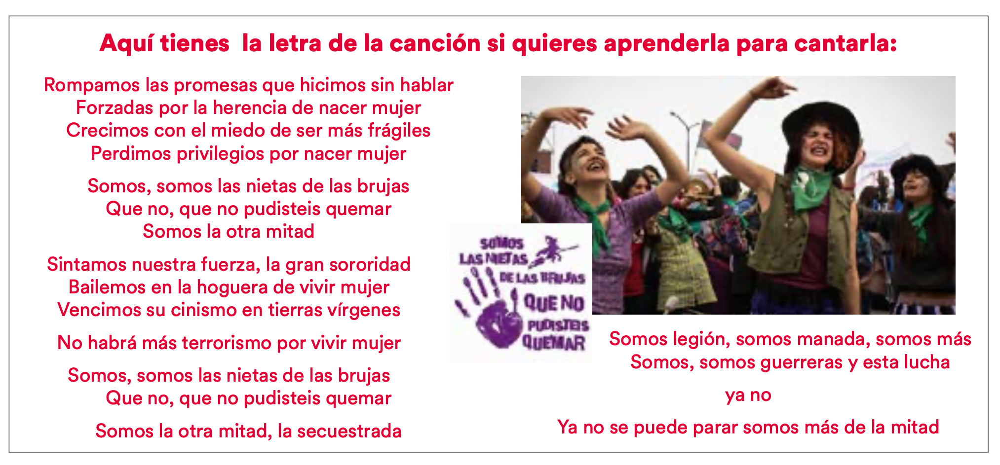 Aquí tienes  la letra de la canción si quieres aprenderla para cantarla:
Rompamos las promesas que hicimos sin hablar
Forzadas por la herencia de nacer mujer
Crecimos con el miedo de ser más frágiles
Perdimos privilegios por nacer mujer
Somos, somos las nietas de las brujas
Que no, que no pudisteis quemar
Somos la otra mitad
Sintamos nuestra fuerza, la gran sororidad
Bailemos en la hoguera de vivir mujer
Vencimos su cinismo en tierras vírgenes
No habrá más terrorismo por vivir mujer
Somos, somos las nietas de las brujas
Que no, que no pudisteis quemar
Somos la otra mitad, la secuestrada
SOMOS
LAS NIETAS
DE LAS BRUJAS
QUE NO
PUDISTEIS
QUEMAR
Somos legión, somos manada, somos más
Somos, somos guerreras y esta lucha
ya no
Ya no se puede parar somos más de la mitad